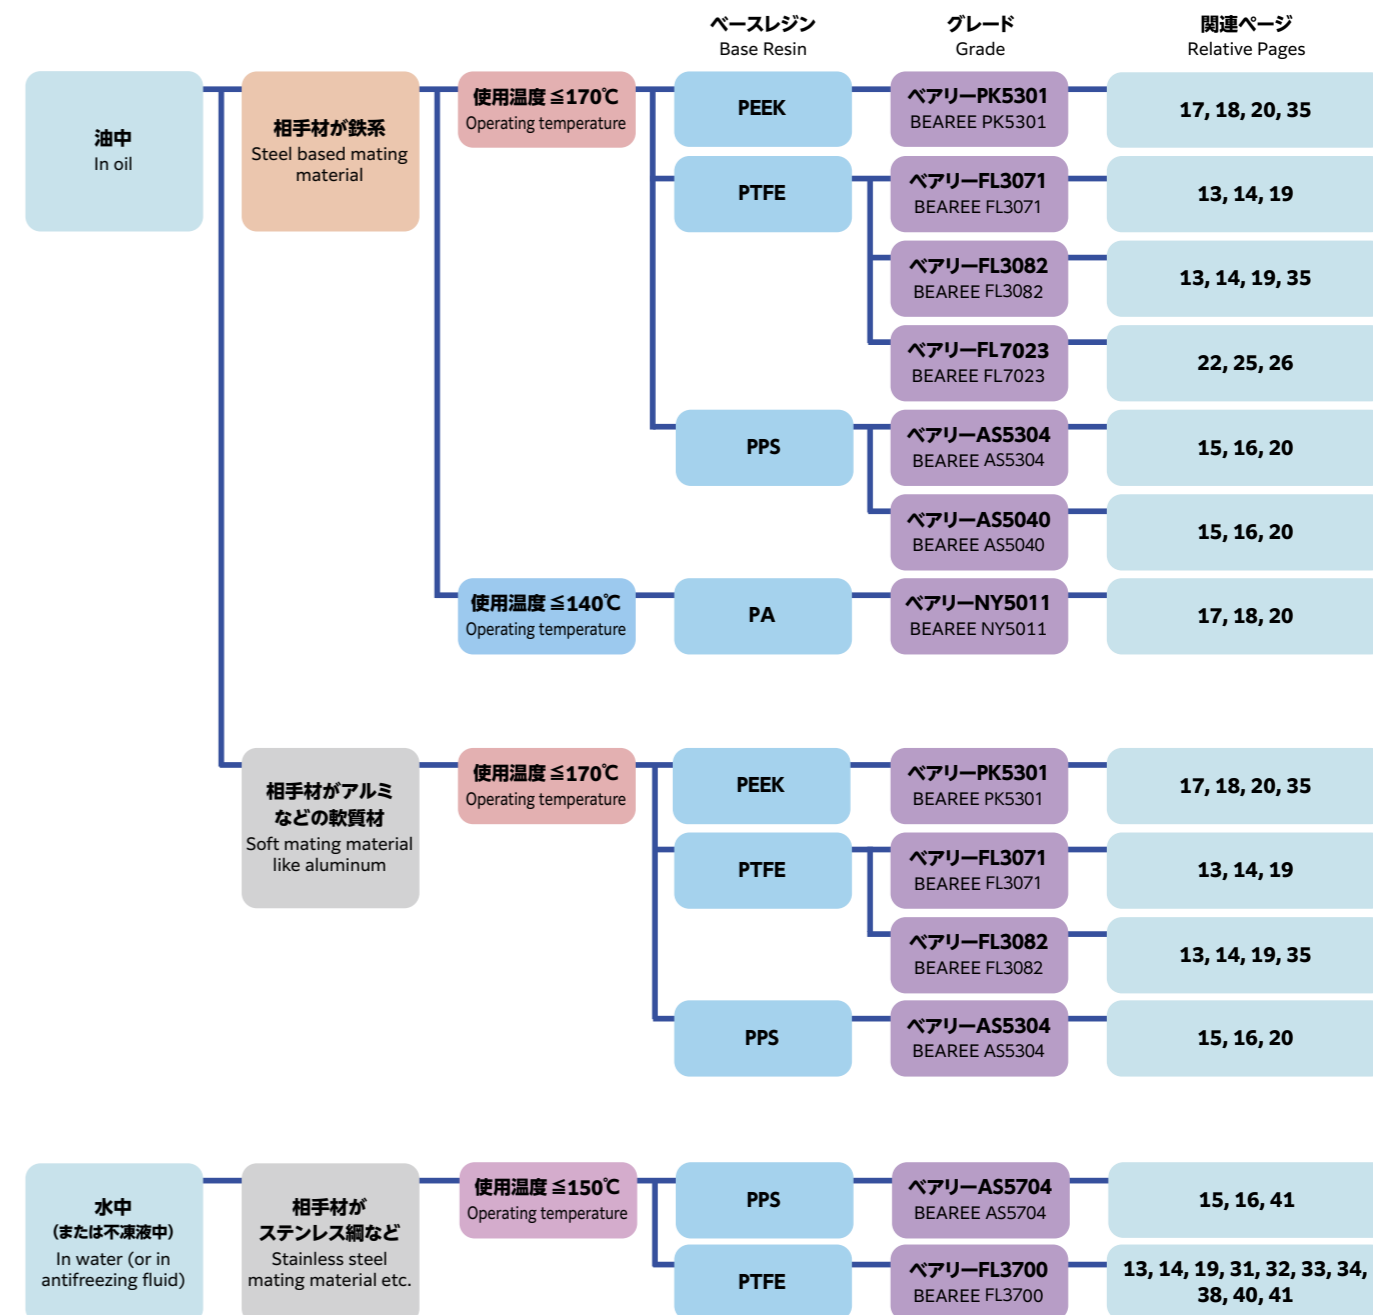 ベースレジン
Base Resin
グレード
Grade
関連ページ
Relative Pages
油中
In oil
相手材が鉄系
Steel based mating
material
使用温度 ≦170℃
Operating temperature
PEEK
ベアリーPK5301
BEAREE PK5301
17, 18, 20, 35
PTFE
ベアリーFL3071
BEAREE FL3071
13, 14, 19
ベアリーFL3082
BEAREE FL3082
13, 14, 19, 35
ベアリーFL7023
BEAREE FL7023
22, 25, 26
PPS
ベアリーAS5304
BEAREE AS5304
15, 16, 20
ベアリーAS5040
BEAREE AS5040
15, 16, 20
使用温度 ≦140℃
Operating temperature
PA
ベアリーNY5011
BEAREE NY5011
17, 18, 20
相手材がアルミ
などの軟質材
Soft mating material
like aluminum
使用温度 ≦170℃
Operating temperature
PEEK
ベアリーPK5301
BEAREE PK5301
17, 18, 20, 35
PTFE
ベアリーFL3071
BEAREE FL3071
13, 14, 19
ベアリーFL3082
BEAREE FL3082
13, 14, 19, 35
PPS
ベアリーAS5304
BEAREE AS5304
15, 16, 20
水中
(または不凍液中)
In water (or in
antifreezing fluid)
相手材が
ステンレス綱など
Stainless steel
mating material etc.
使用温度 ≦150℃
Operating temperature
PPS
ベアリーAS5704
BEAREE AS5704
15, 16, 41
PTFE
ベアリーFL3700
BEAREE FL3700
13, 14, 19, 31, 32, 33, 34,
38, 40, 41